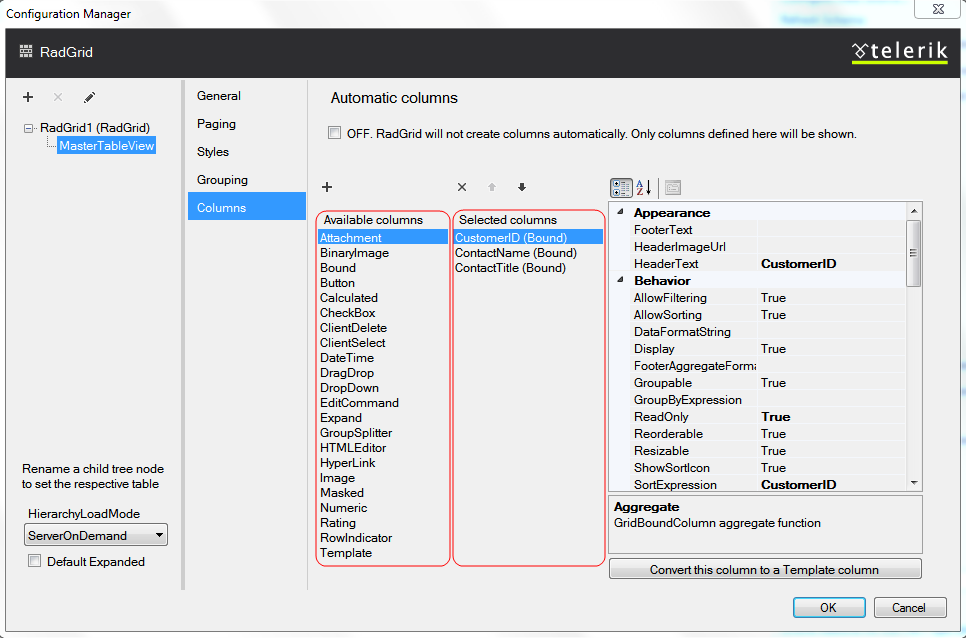 Configuration Manager
RadGrid
telerik
RadGrid1 (RadGrid)
MasterTableView
Rename a child tree node
to set the respective table
HierarchyLoadMode
ServerOnDemand
Default Expanded
General
Paging
Styles
Grouping
Columns
Automatic columns
OFF. RadGrid will not create columns automatically. Only columns defined here will be shown.
Available columns
Attachment
BinaryImage
Bound
Button
Calculated
CheckBox
ClientDelete
ClientSelect
DateTime
DragDrop
DropDown
EditCommand
Expand
GroupSplitter
HTMLEditor
HyperLink
Image
Masked
Numeric
Rating
RowIndicator
Template
Selected columns
CustomerID (Bound)
ContactName (Bound)
ContactTitle (Bound)
Appearance
FooterText
HeaderImageUrl
HeaderText CustomerID
Behavior
AllowFiltering True
AllowSorting True
DataFormatString
Display True
FooterAggregateForma
Groupable True
GroupByExpression
ReadOnly True
Reorderable True
Resizable True
ShowSortIcon True
SortExpression CustomerID
Aggregate
GridBoundColumn aggregate function
Convert this column to a Template column
OK
Cancel